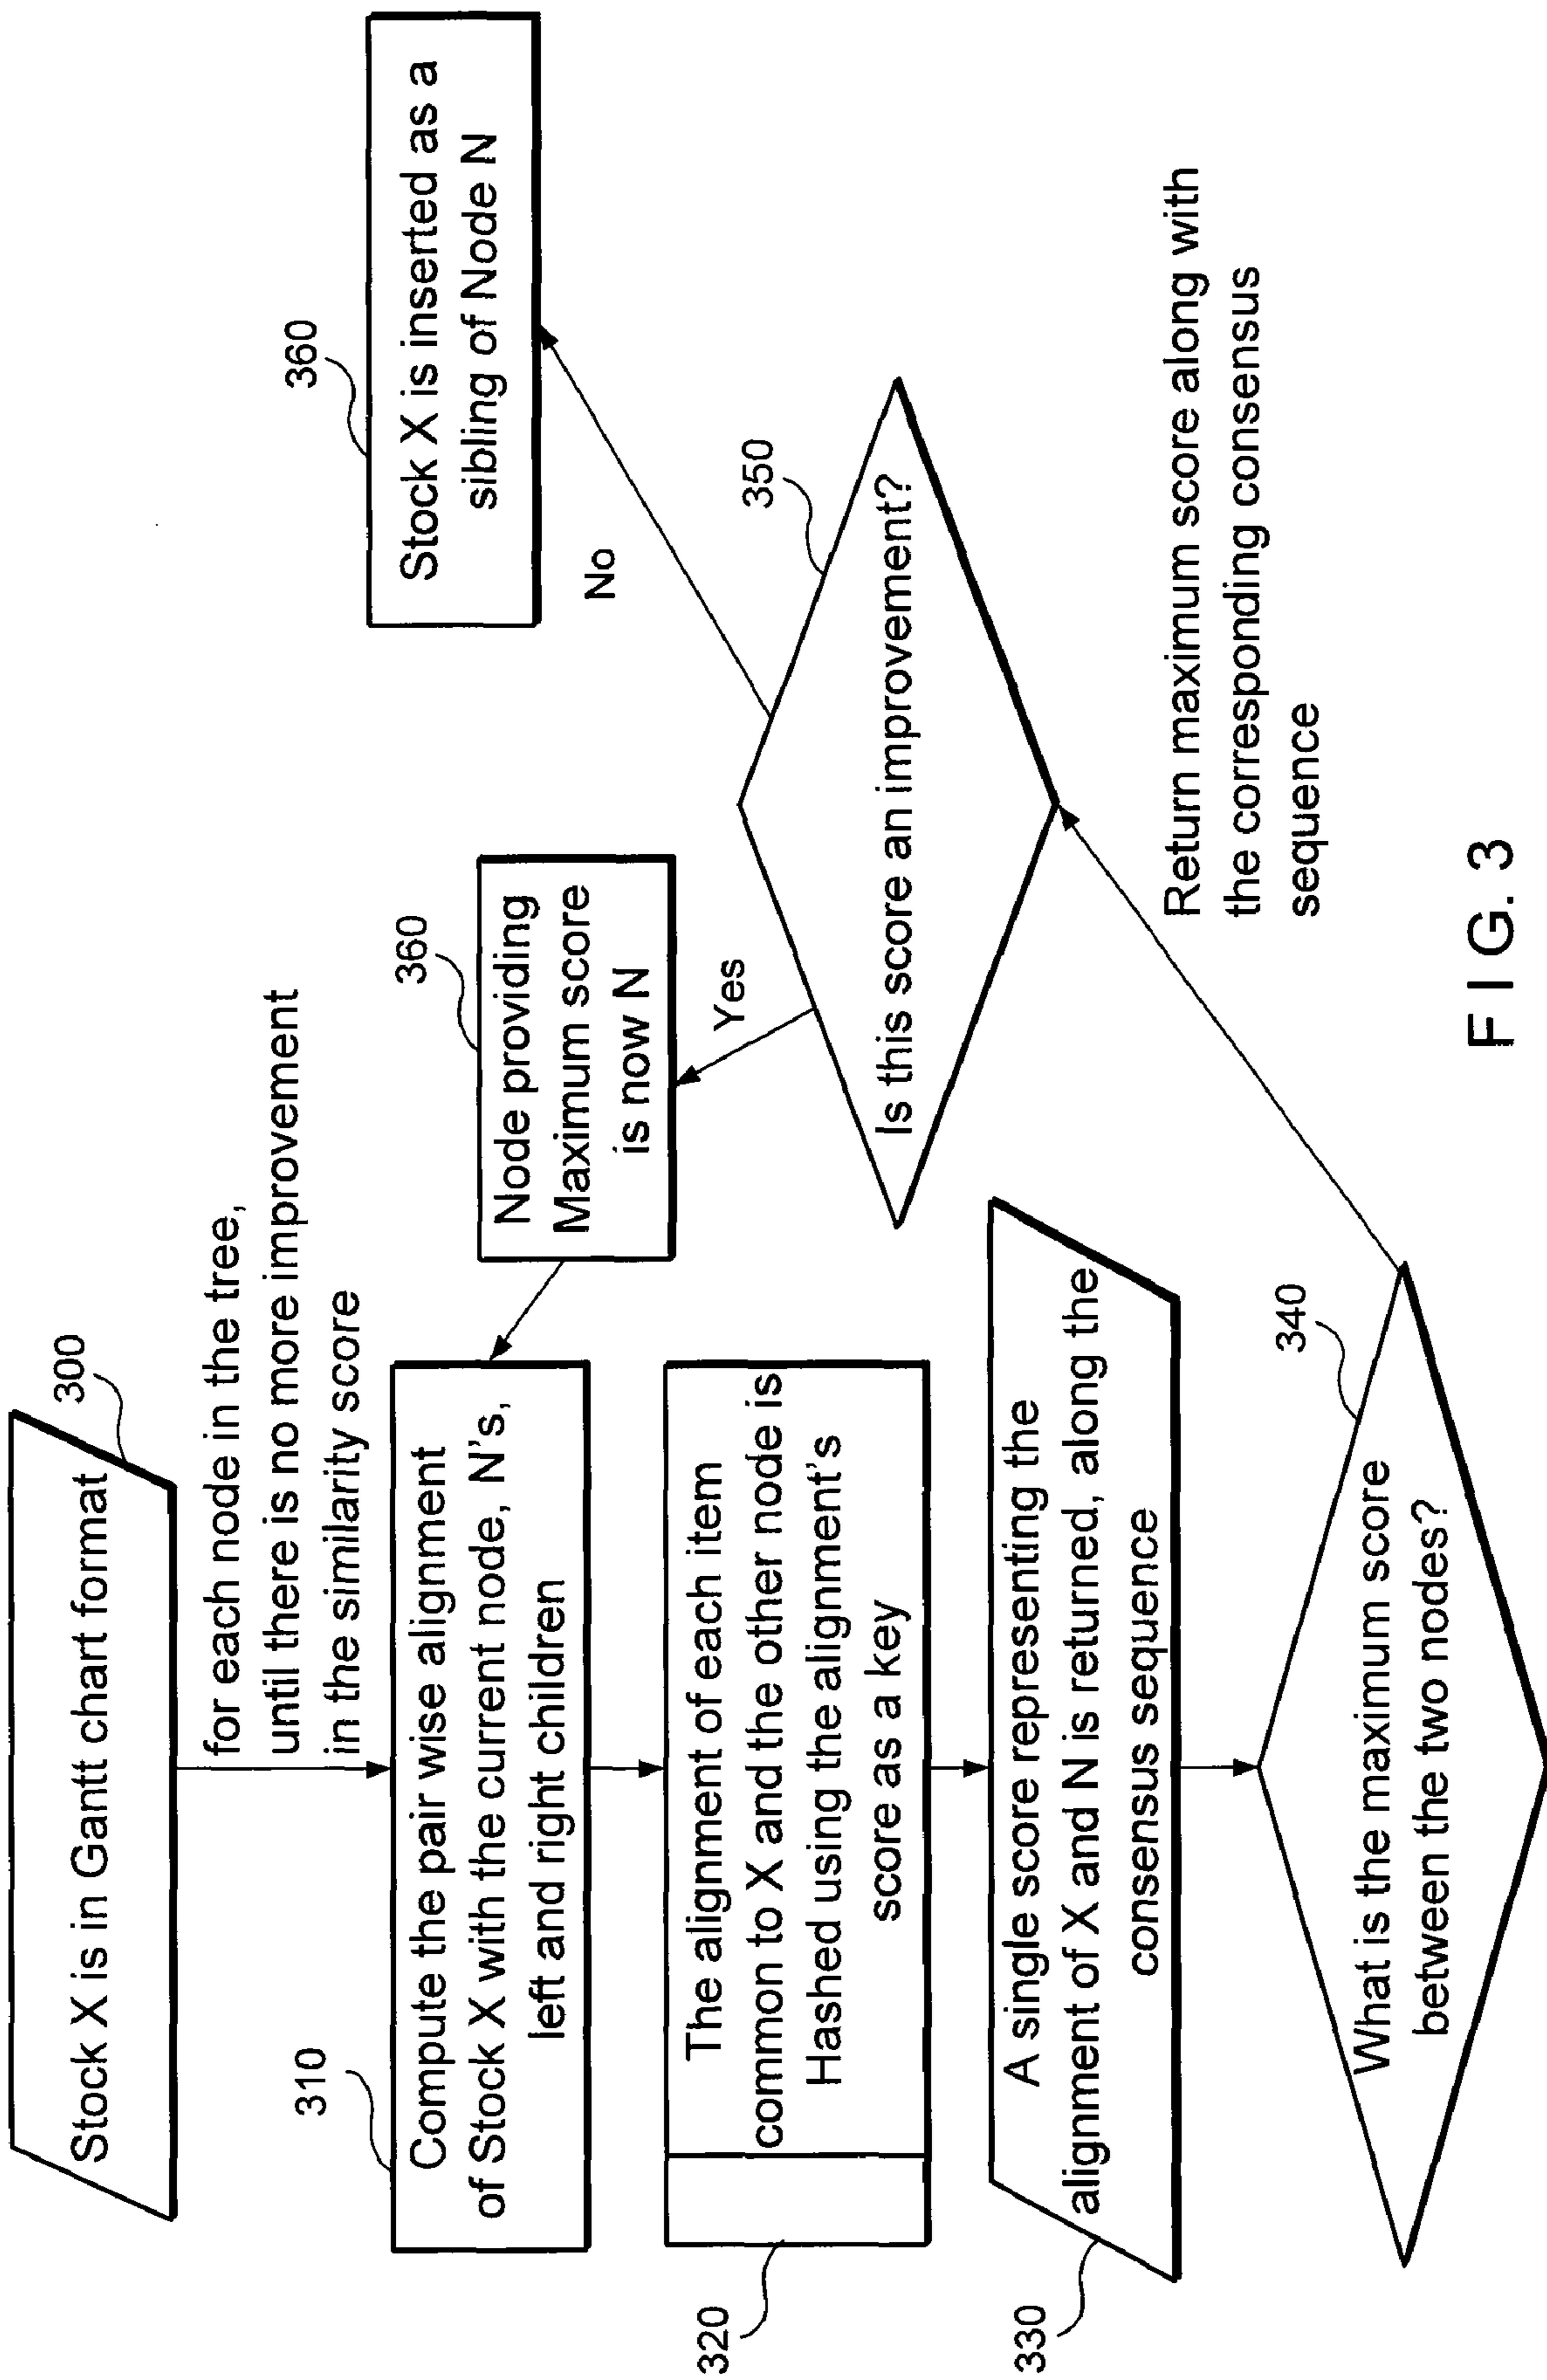 300
Stock X is in Gantt chart format
for each node in the tree,
until there is no more improvement
in the similarity score
310
Compute the pair wise alignment
of Stock X with the current node, N's,
left and right children
320
The alignment of each item
common to X and the other node is
Hashed using the alignment's
score as a key
330
A single score representing the
alignment of X and N is returned, along the
consensus sequence
340
What is the maximum score
between the two nodes?
Return maximum score along with
the corresponding consensus
sequence
350
Is this score an improvement?
Yes
360
Node providing
Maximum score
is now N
No
360
Stock X is inserted as a
sibling of Node N
FIG. 3